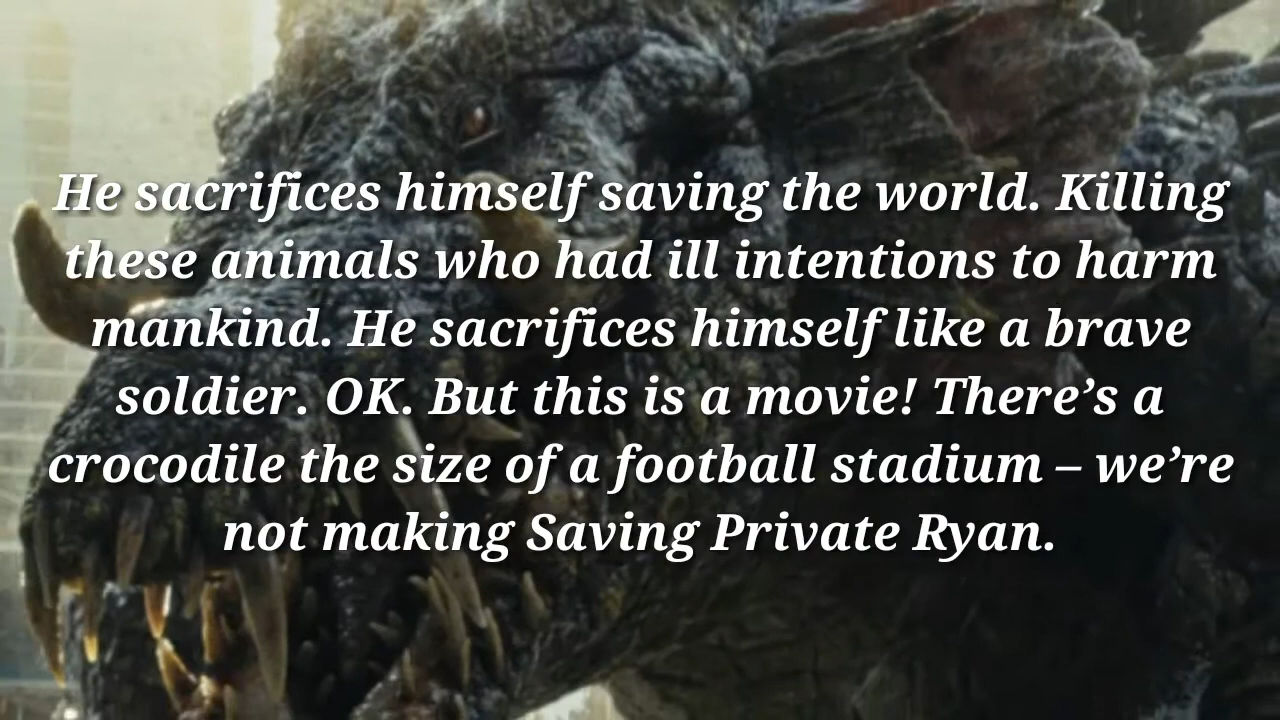 He sacrifices himself saving the world. Killing
these animals who had ill intentions to harm
mankind. He sacrifices himself like a brave
soldier. OK. But this is a movie! There’s a
crocodile the size of a football stadium – we’re
not making Saving Private Ryan.